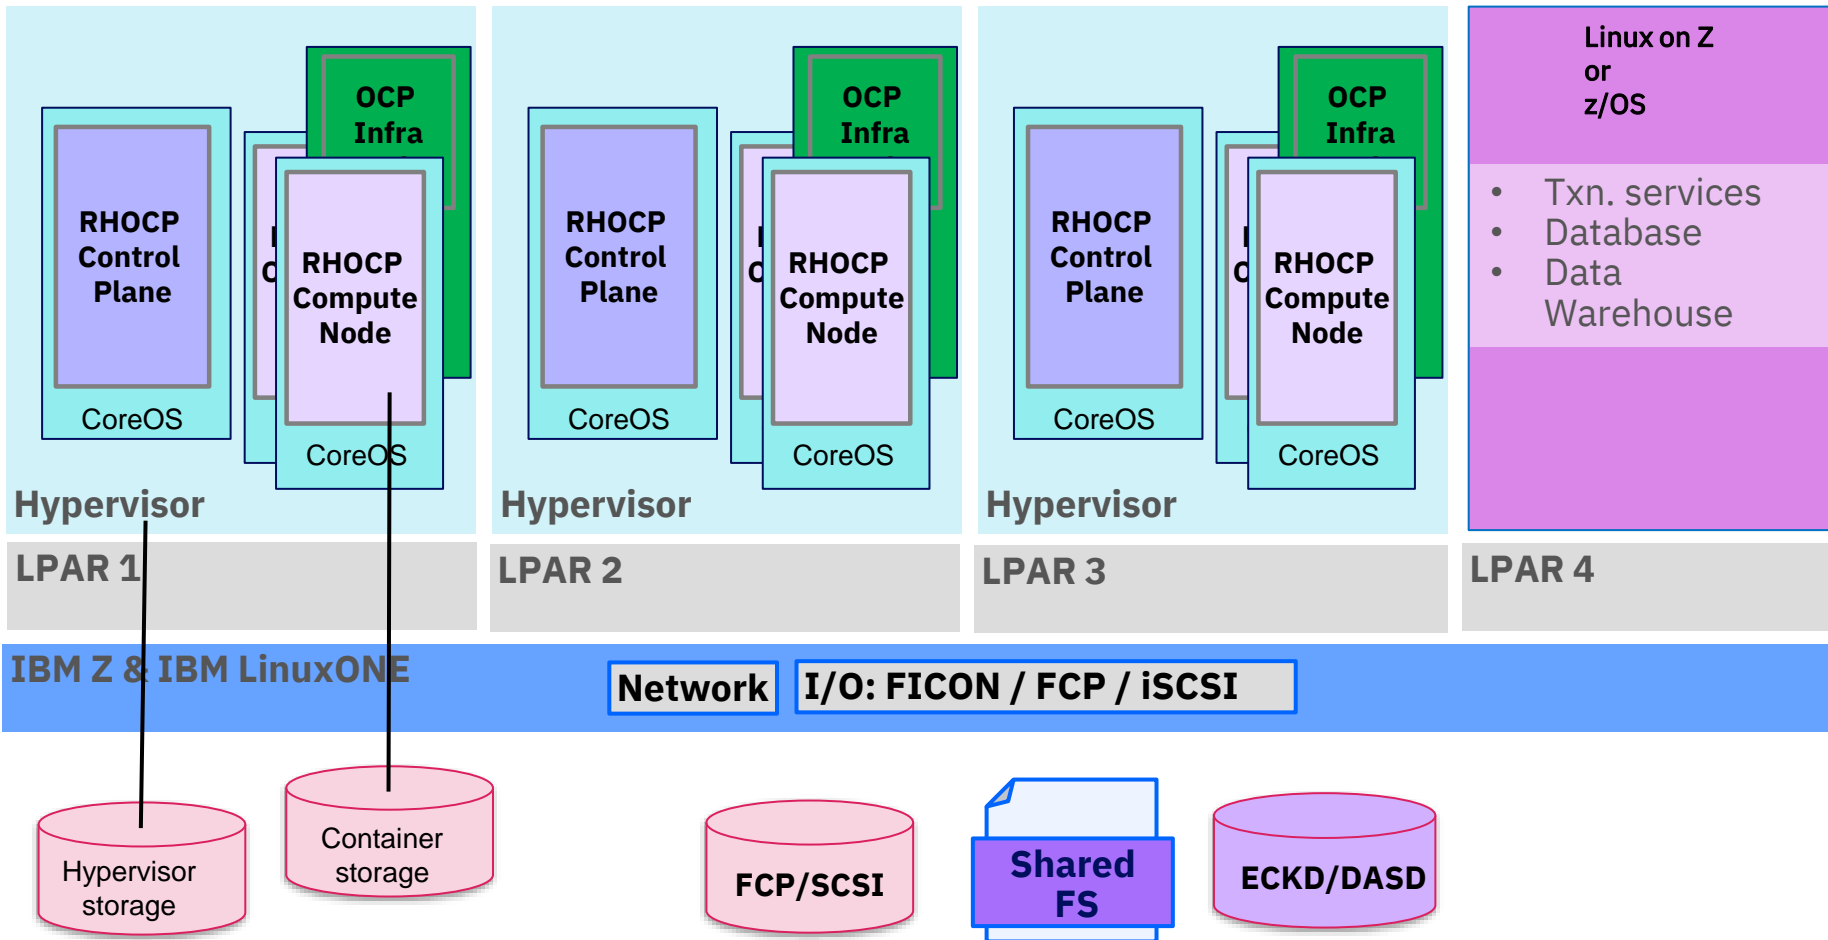 OCP
Infra
RHOCP
Control
Plane
CoreOS
RHOCP
Compute
Node
CoreOS
Hypervisor
LPAR 1
OCP
Infra
RHOCP
Control
Plane
CoreOS
RHOCP
Compute
Node
CoreOS
Hypervisor
LPAR 2
OCP
Infra
RHOCP
Control
Plane
CoreOS
RHOCP
Compute
Node
CoreOS
Hypervisor
LPAR 3
Linux on Z
or
z/OS
• Txn. services
• Database
• Data
Warehouse
LPAR 4
IBM Z & IBM LinuxONE
Network
I/O: FICON / FCP / iSCSI
Hypervisor
storage
Container
storage
FCP/SCSI
Shared
FS
ECKD/DASD